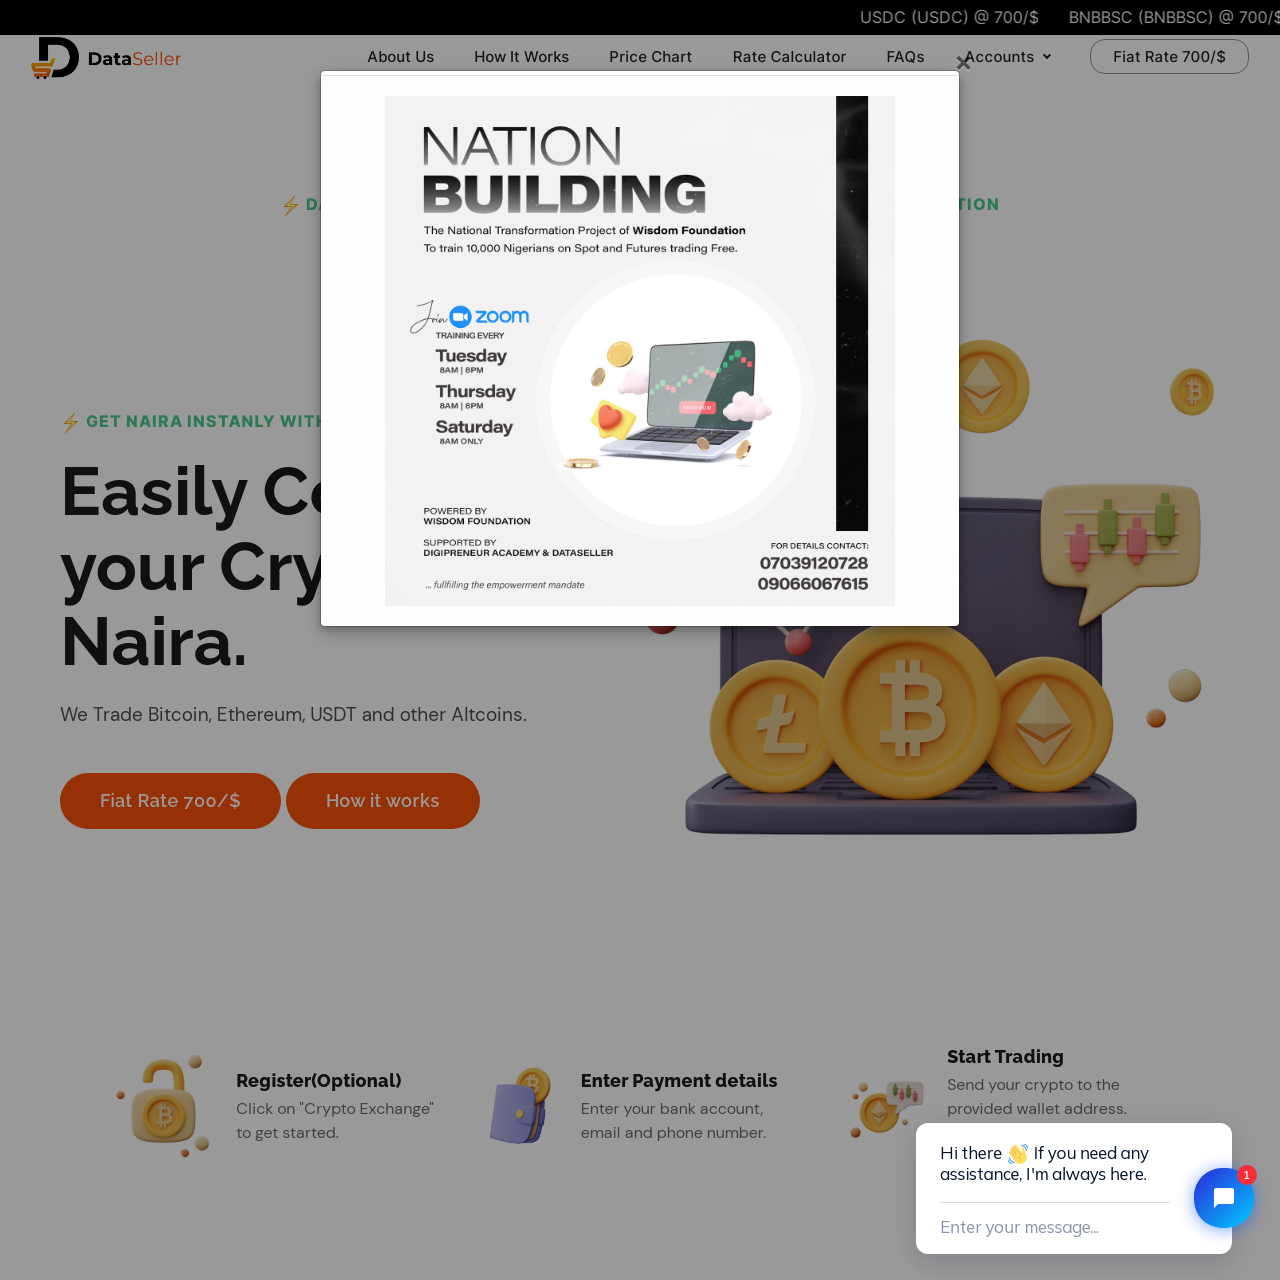 USDC (USDC) @ 700/$ BNBBSC (BNBBSC) @ 700/$
DataSeller
About Us
How It Works
Price Chart
Rate Calculator
FAQs
Accounts
Fiat Rate 700/$
×
NATION
BUILDING
The National Transformation Project of Wisdom Foundation
To train 10,000 Nigerians on Spot and Futures trading Free.
Join zoom
TRAINING EVERY
Tuesday
8AM | 8PM
Thursday
8AM | 8PM
Saturday
8AM ONLY
START NOW
POWERED BY
WISDOM FOUNDATION
SUPPORTED BY
DIGIPRENEUR ACADEMY & DATASELLER
... fullfilling the empowerment mandate
FOR DETAILS CONTACT:
07039120728
09066067615
GET NAIRA INSTANLY WITH
Easily
your
Naira.
We Trade Bitcoin, Ethereum, USDT and other Altcoins.
Fiat Rate 700/$
How it works
Register(Optional)
Click on "Crypto Exchange"
to get started.
Enter Payment details
Enter your bank account,
email and phone number.
Start Trading
Send your crypto to the
provided wallet address.
Hi there 👋 If you need any
assistance, I'm always here.
Enter your message...
1